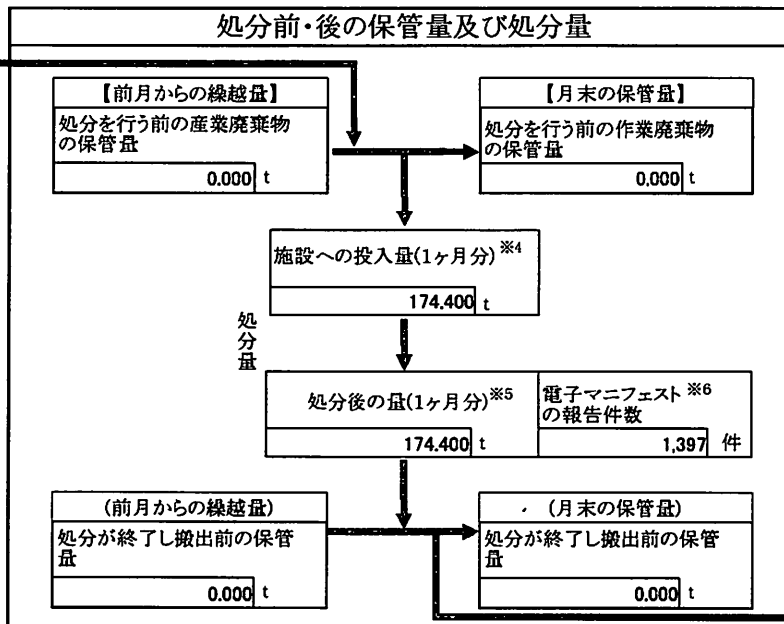 処分前・後の保管量及び処分量
【前月からの繰越量】
処分を行う前の産業廃棄物
の保管量
0.000 t
【月末の保管量】
処分を行う前の作業廃棄物
の保管量
0.000 t
施設への投入量(1ヶ月分)※4
174.400 t
処分量
処分後の量(1ヶ月分)※5
174.400 t
電子マニフェスト※6
の報告件数
1,397 件
(前月からの繰越量)
処分が終了し搬出前の保管
量
0.000 t
(月末の保管量)
処分が終了し搬出前の保管
量
0.000 t